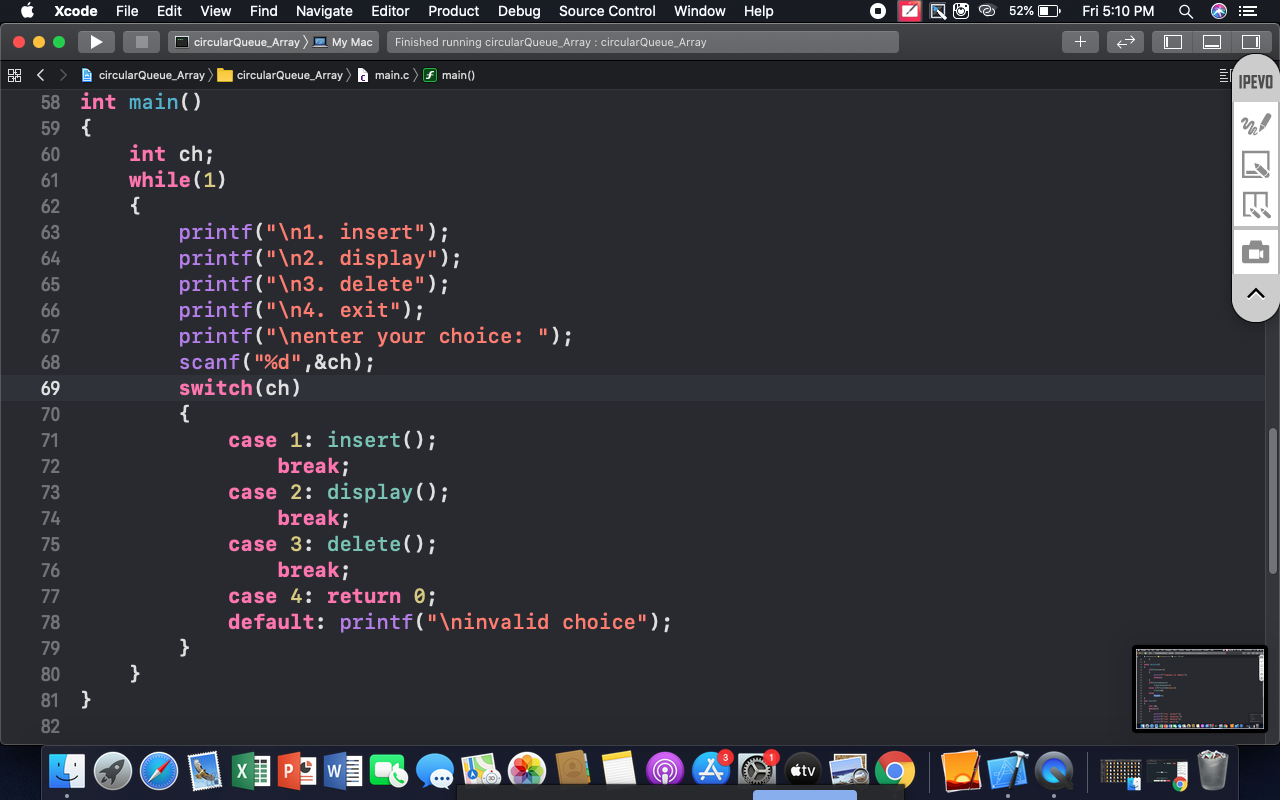 Xcode File Edit View Find Navigate Editor Product Debug Source Control Window Help 52% Fri 5:10 PM
circularQueue_Array 〉 My Mac Finished running circularQueue_Array : circularQueue_Array
circularQueue_Array 〉 circularQueue_Array 〉 main.c 〉 main()
IPEVO
58 int main()
59 {
60 int ch;
61 while(1)
62 {
63 printf("\n1. insert");
64 printf("\n2. display");
65 printf("\n3. delete");
66 printf("\n4. exit");
67 printf("\nenter your choice: ");
68 scanf("%d",&ch);
69 switch(ch)
70 {
71 case 1: insert();
72 break;
73 case 2: display();
74 break;
75 case 3: delete();
76 break;
77 case 4: return 0;
78 default: printf("\ninvalid choice");
79 }
80 }
81 }
82
3 1
tv